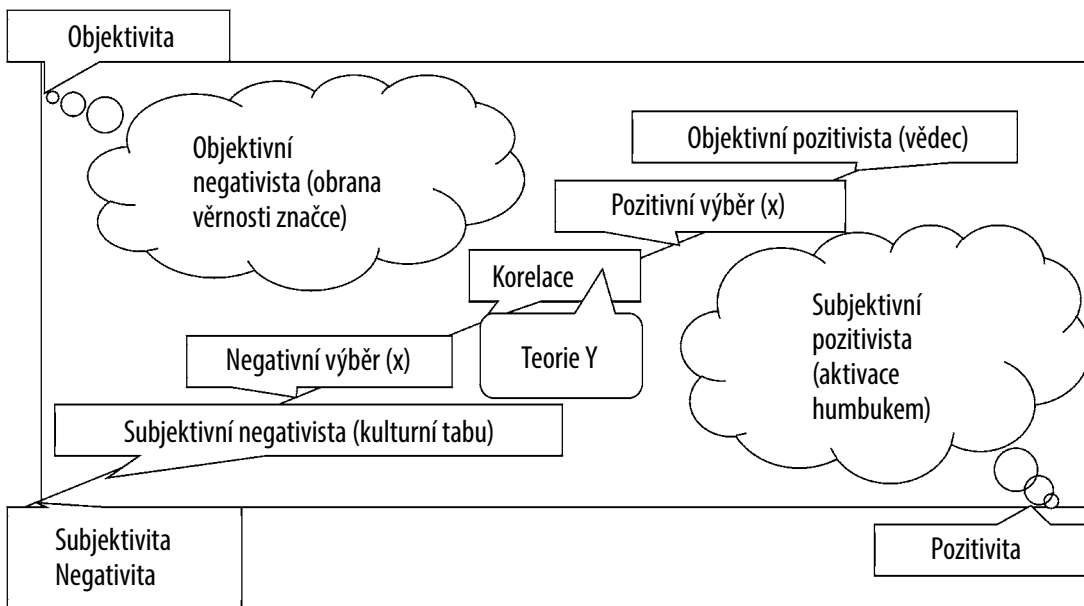 Objektivita
Objektivní
negativista (obrana
věrnosti značce)
Objektivní pozitivista (vědec)
Pozitivní výběr (x)
Korelace
Teorie Y
Subjektivní
pozitivista
(aktivace
humbukem)
Negativní výběr (x)
Subjektivní negativista (kulturní tabu)
Subjektivita
Negativita
Pozitivita